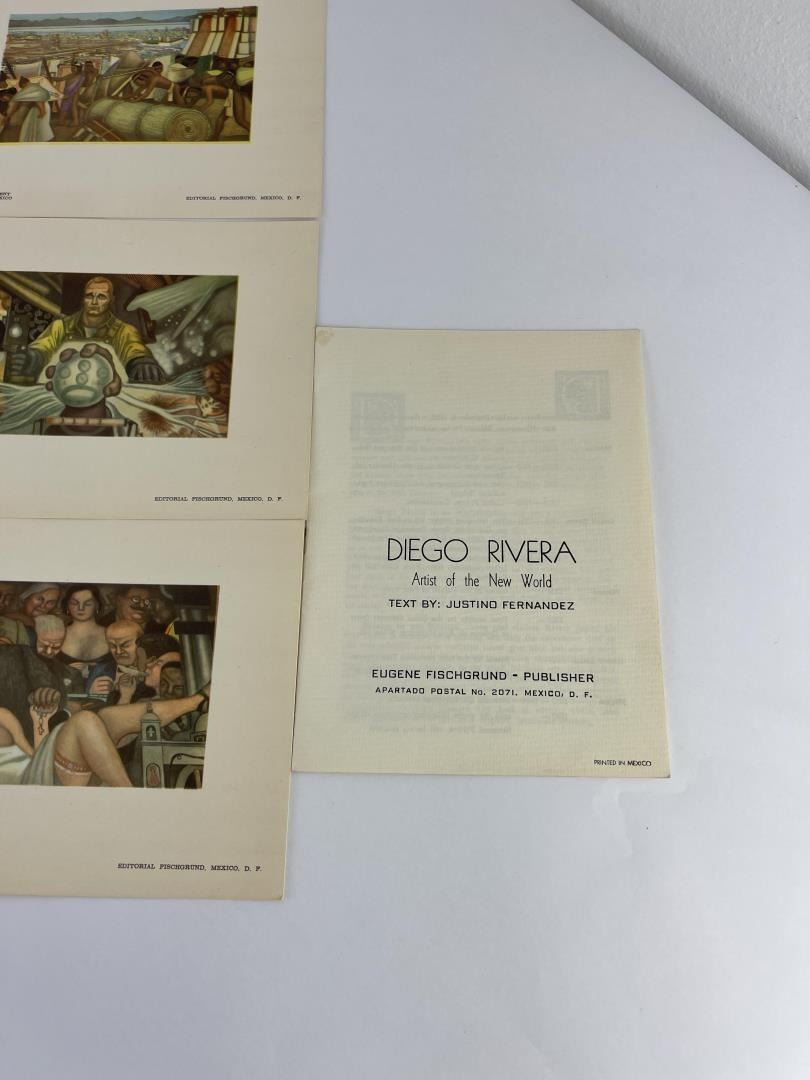 EDITORIAL FISCHGRUND, MEXICO, D. F.
EDITORIAL FISCHGRUND, MEXICO, D. F.
EDITORIAL FISCHGRUND, MEXICO, D. F.
DIEGO RIVERA
Artist of the New World
TEXT BY: JUSTINO FERNANDEZ
EUGENE FISCHGRUND - PUBLISHER
APARTADO POSTAL No. 2071, MEXICO, D. F.
PRINTED IN MEXICO